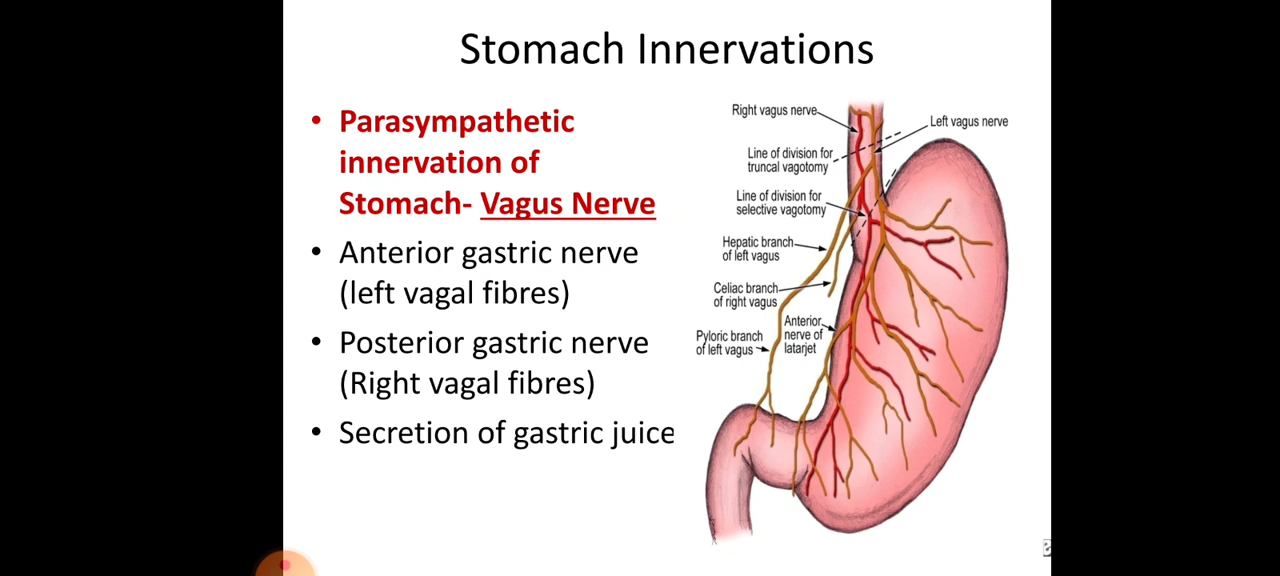 Stomach Innervations
• Parasympathetic
innervation of
Stomach- Vagus Nerve
• Anterior gastric nerve
(left vagal fibres)
• Posterior gastric nerve
(Right vagal fibres)
• Secretion of gastric juice
Right vagus nerve
Left vagus nerve
Line of division for
truncal vagotomy
Line of division for
selective vagotomy
Hepatic branch
of left vagus
Celiac branch
of right vagus
Anterior
nerve of
latarjet
Pyloric branch
of left vagus